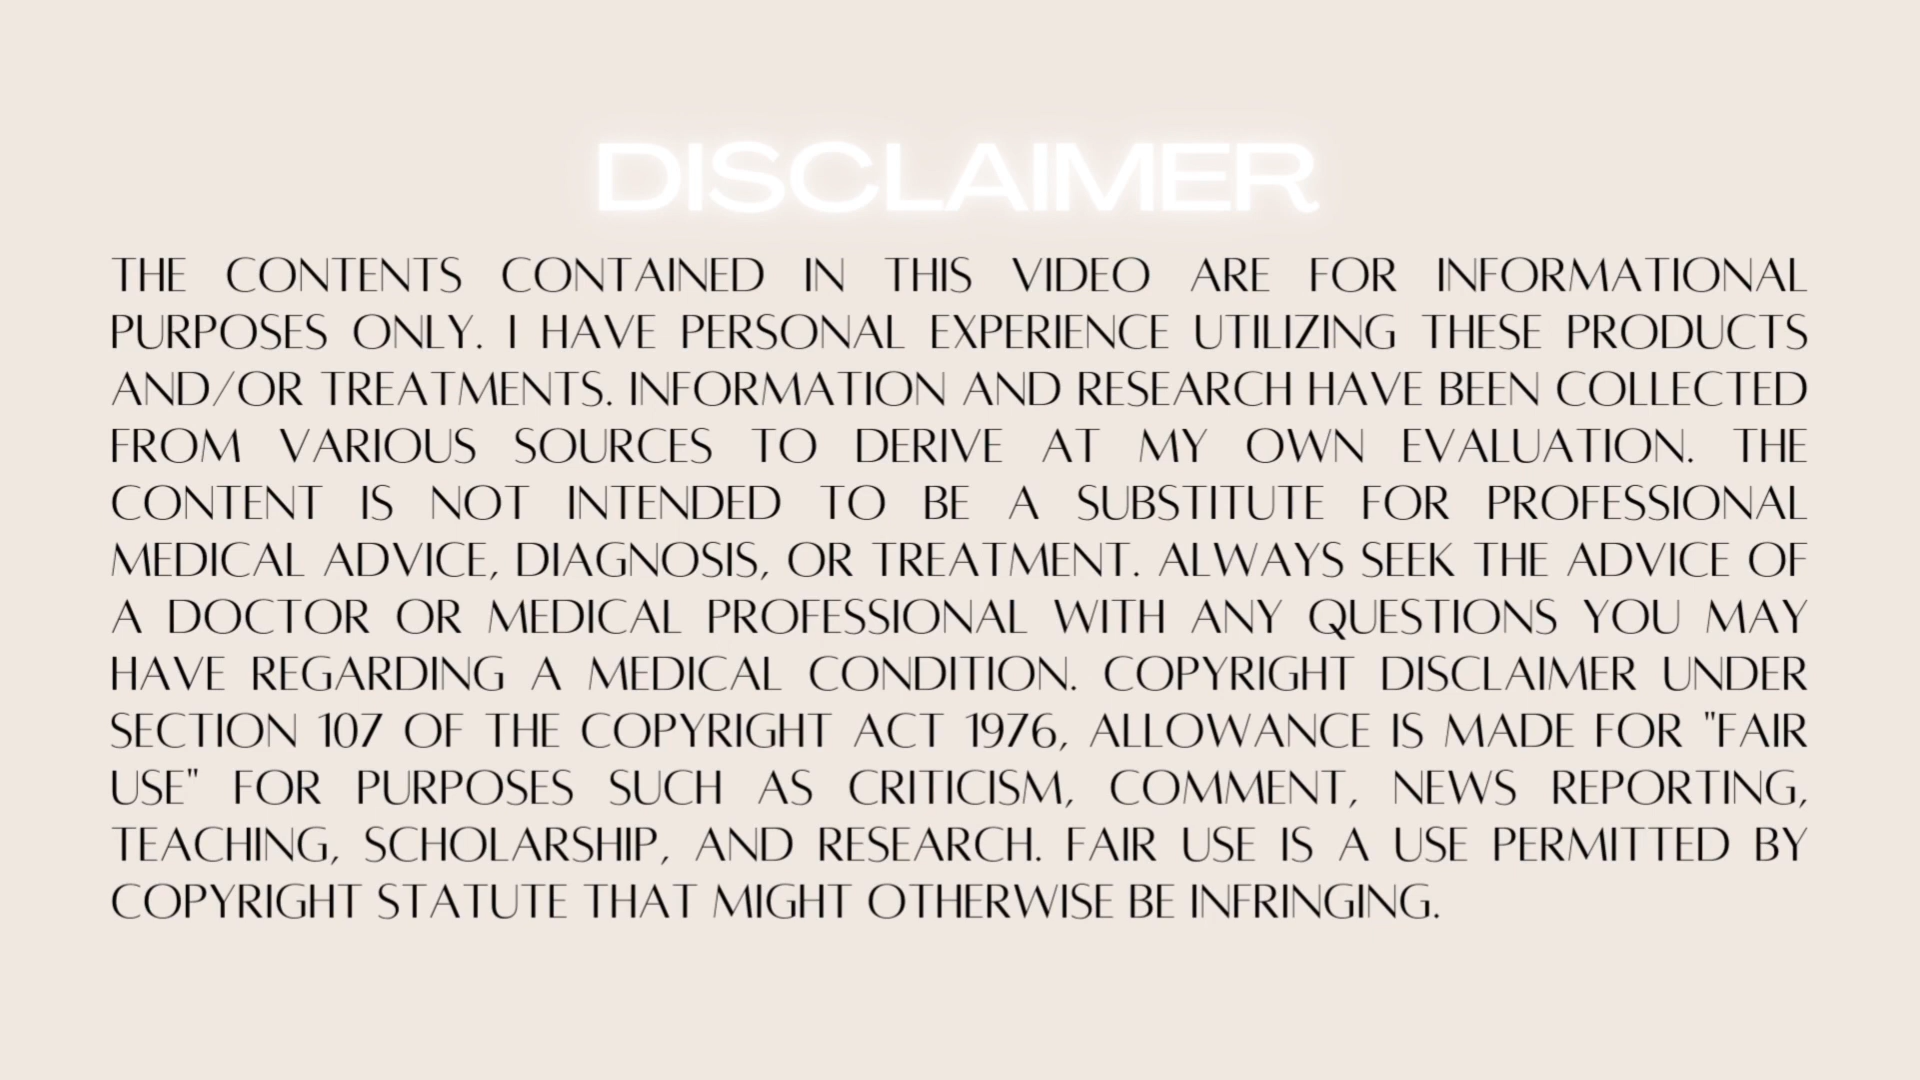 DISCLAIMER
THE CONTENTS CONTAINED IN THIS VIDEO ARE FOR INFORMATIONAL
PURPOSES ONLY. I HAVE PERSONAL EXPERIENCE UTILIZING THESE PRODUCTS
AND/OR TREATMENTS. INFORMATION AND RESEARCH HAVE BEEN COLLECTED
FROM VARIOUS SOURCES TO DERIVE AT MY OWN EVALUATION. THE
CONTENT IS NOT INTENDED TO BE A SUBSTITUTE FOR PROFESSIONAL
MEDICAL ADVICE, DIAGNOSIS, OR TREATMENT. ALWAYS SEEK THE ADVICE OF
A DOCTOR OR MEDICAL PROFESSIONAL WITH ANY QUESTIONS YOU MAY
HAVE REGARDING A MEDICAL CONDITION. COPYRIGHT DISCLAIMER UNDER
SECTION 107 OF THE COPYRIGHT ACT 1976, ALLOWANCE IS MADE FOR "FAIR
USE" FOR PURPOSES SUCH AS CRITICISM, COMMENT, NEWS REPORTING,
TEACHING, SCHOLARSHIP, AND RESEARCH. FAIR USE IS A USE PERMITTED BY
COPYRIGHT STATUTE THAT MIGHT OTHERWISE BE INFRINGING.